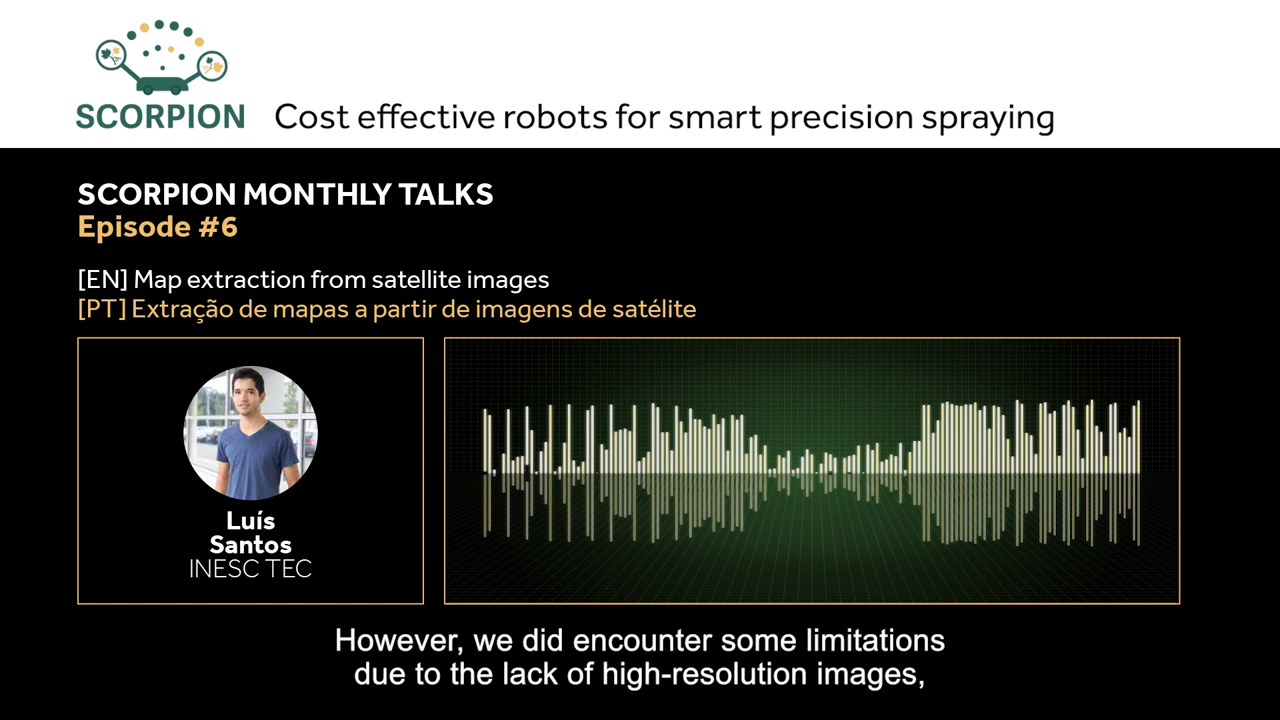 SCORPION
Cost effective robots for smart precision spraying
SCORPION MONTHLY TALKS
Episode #6
[EN] Map extraction from satellite images
[PT] Extração de mapas a partir de imagens de satélite
Luís
Santos
INESC TEC
However, we did encounter some limitations
due to the lack of high-resolution images,